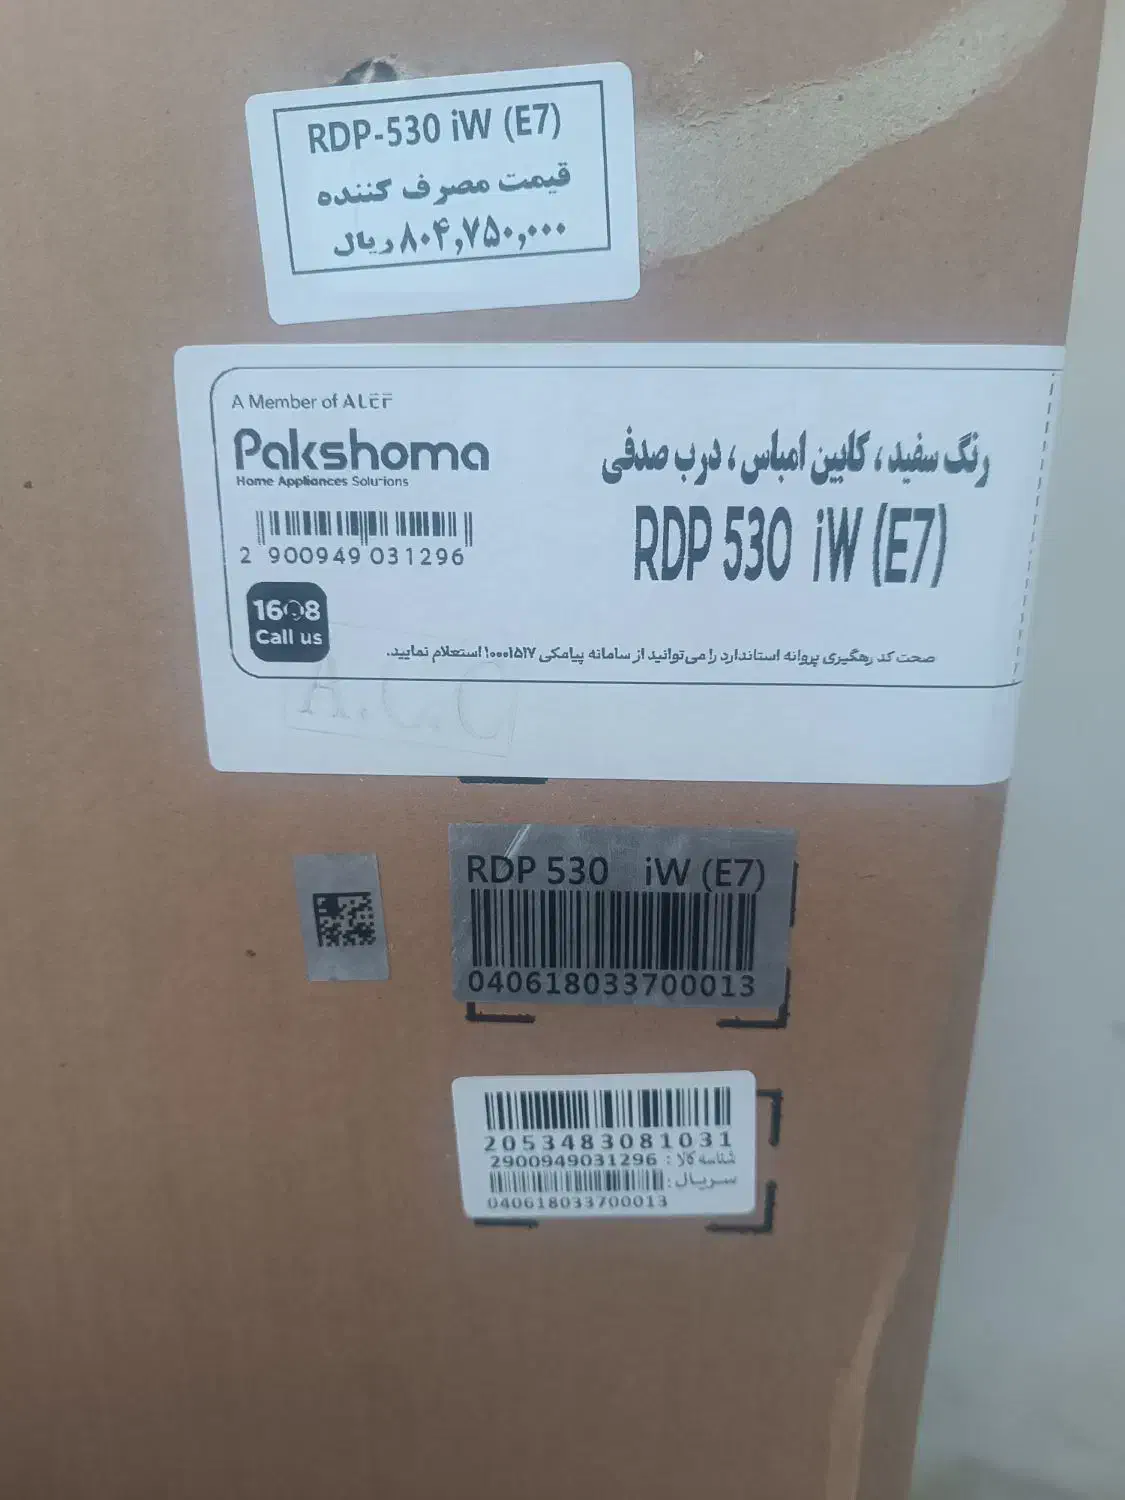 RDP-530 iW (E7)
قیمت مصرف کننده
۸۰۴,۷۵۰,۰۰۰ ریال
A Member of ALEF
Pakshoma
Home Appliances Solutions
2 900949 031296
1608
Call us
رنگ سفید ، کابین امباس ، درب صدفی
RDP 530 iW (E7)
صحت کد رهگیری پروانه استاندارد را می‌توانید از سامانه پیامکی ۱۰۰۰۱۵۱۷ استعلام نمایید.
A.C.C
RDP 530 iW (E7)
040618033700013
2053483081031
شناسه کالا : 2900949031296
سریال:
040618033700013